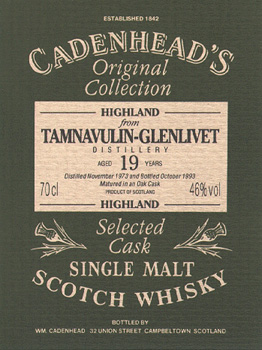 ESTABLISHED 1842
CADENHEAD'S
Original
Collection
HIGHLAND
from
TAMNAVULIN-GLENLIVET
DISTILLERY
AGED 19 YEARS
Distilled November 1973 and Bottled October 1993
Matured in an Oak Cask
70cl PRODUCT OF SCOTLAND 46%vol
HIGHLAND
Selected
Cask
SINGLE MALT
SCOTCH WHISKY
BOTTLED BY
WM. CADENHEAD 32 UNION STREET CAMPBELTOWN SCOTLAND